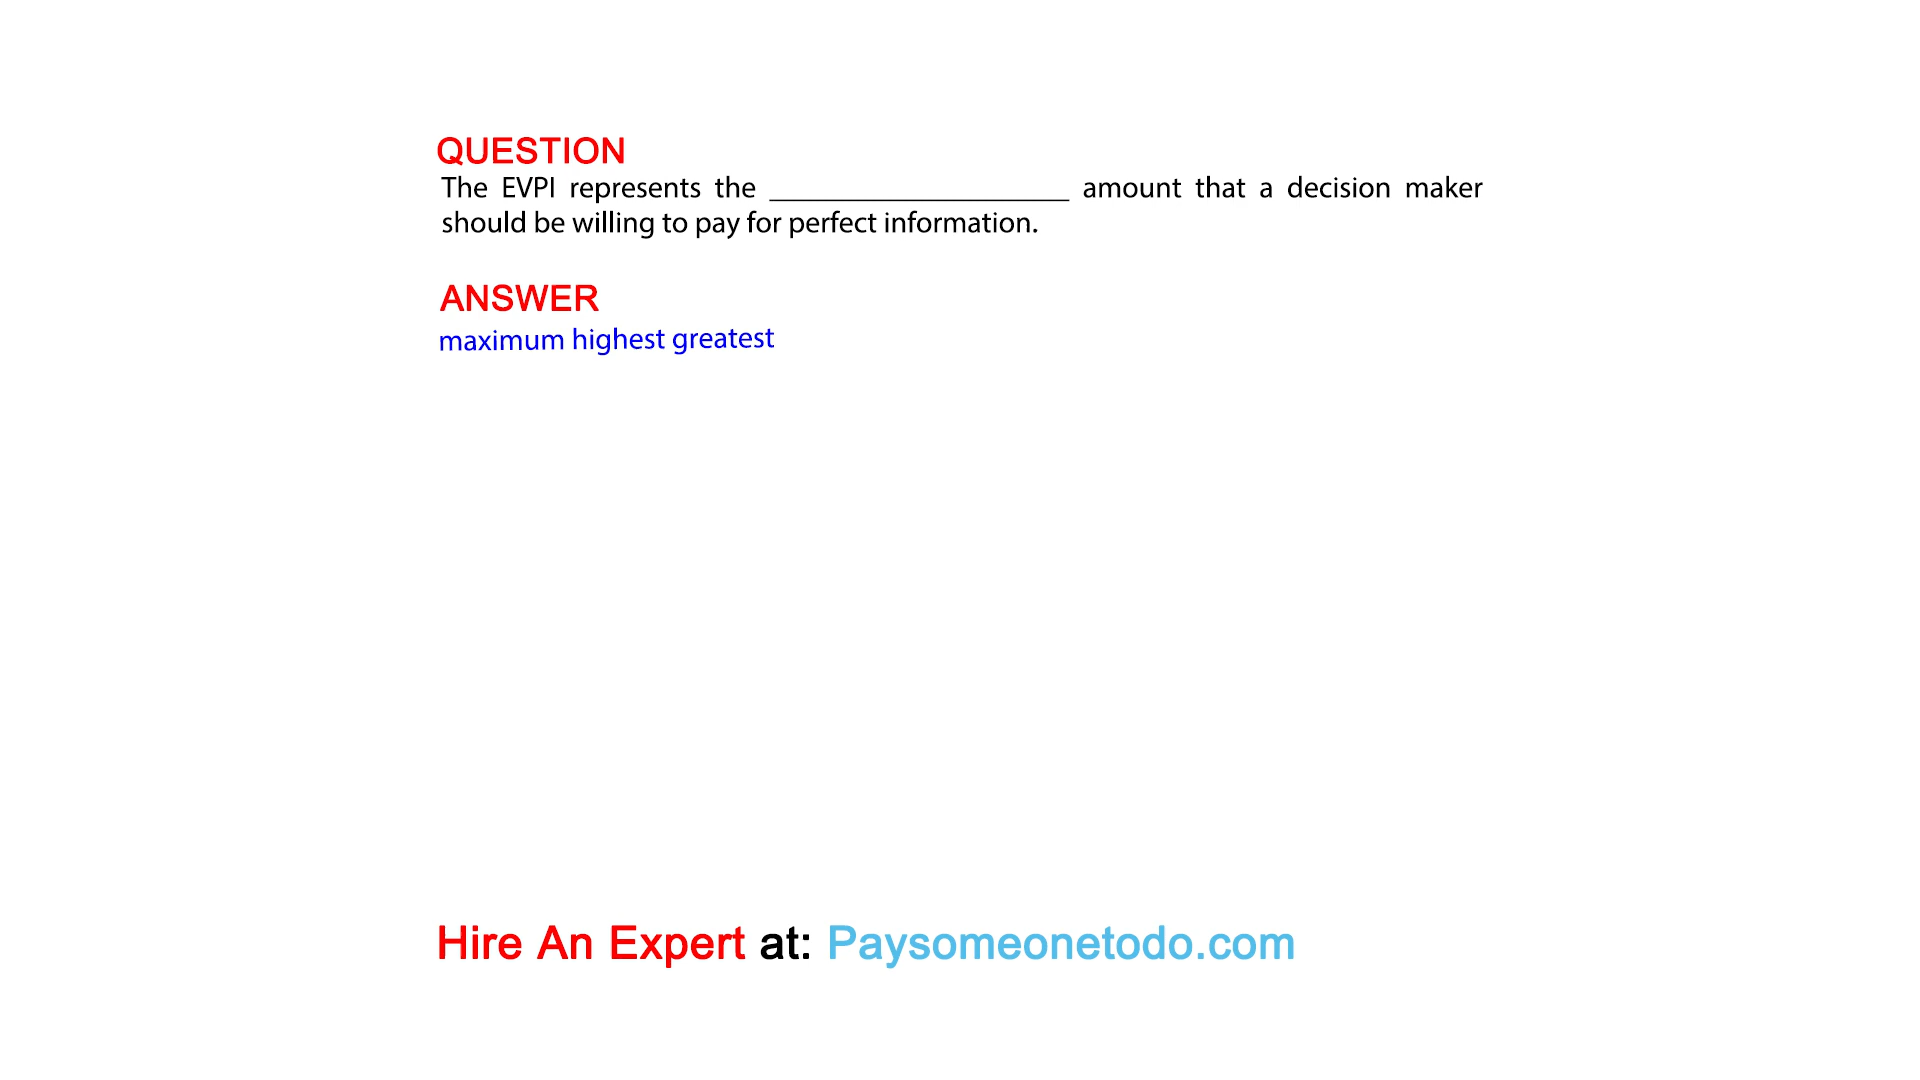 QUESTION
The EVPI represents the ____________________ amount that a decision maker
should be willing to pay for perfect information.
ANSWER
maximum highest greatest
Hire An Expert at: Paysomeonetodo.com